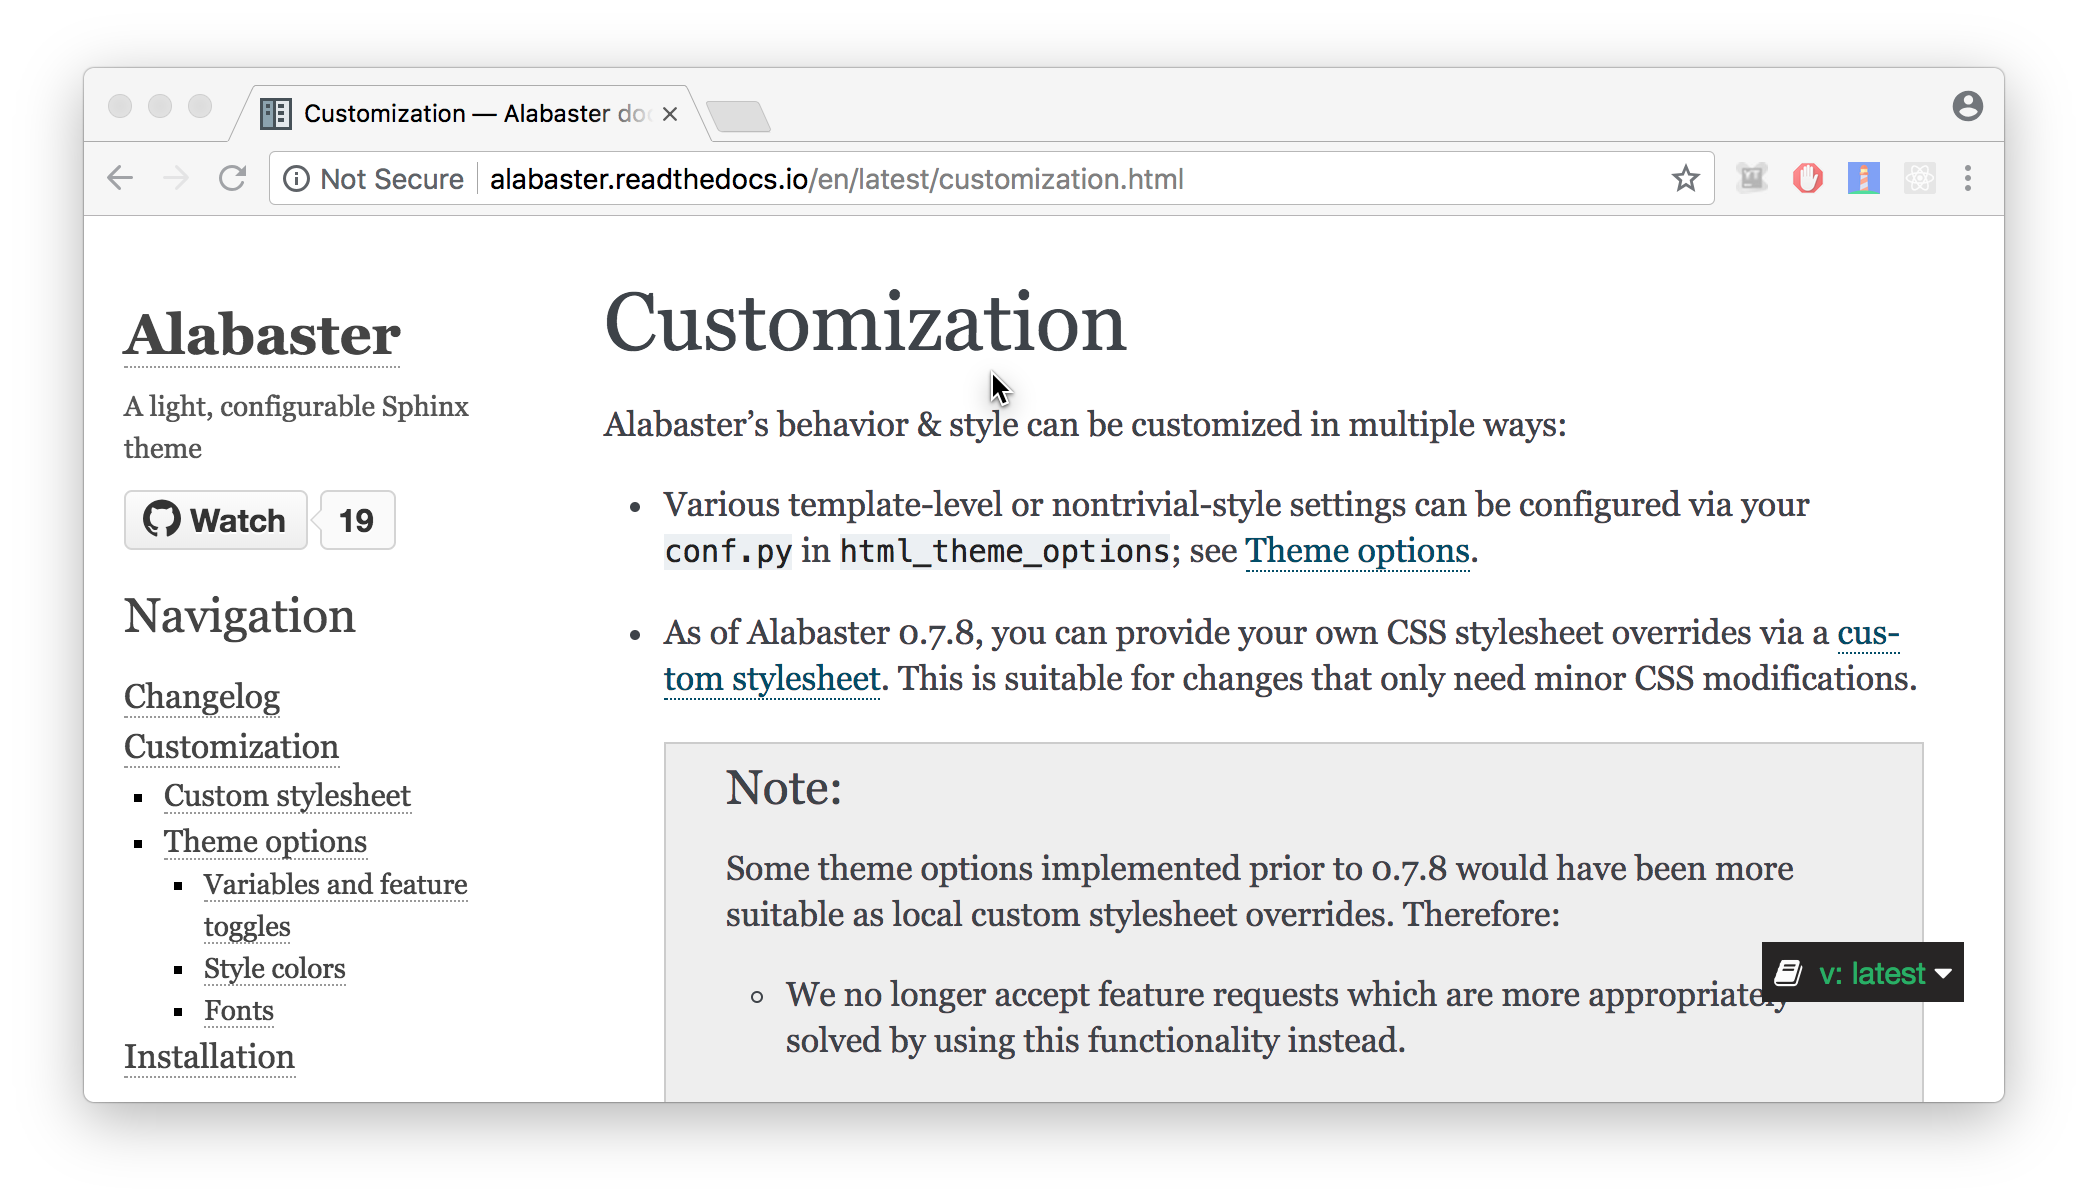 Customization — Alabaster doc
Not Secure
alabaster.readthedocs.io/en/latest/customization.html
Alabaster
A light, configurable Sphinx
theme
Watch
19
Navigation
Changelog
Customization
Custom stylesheet
Theme options
Variables and feature
toggles
Style colors
Fonts
Installation
Customization
Alabaster’s behavior & style can be customized in multiple ways:
• Various template-level or nontrivial-style settings can be configured via your
conf.py in html_theme_options; see Theme options.
• As of Alabaster 0.7.8, you can provide your own CSS stylesheet overrides via a cus-
tom stylesheet. This is suitable for changes that only need minor CSS modifications.
Note:
Some theme options implemented prior to 0.7.8 would have been more
suitable as local custom stylesheet overrides. Therefore:
We no longer accept feature requests which are more appropriately
solved by using this functionality instead.
v: latest